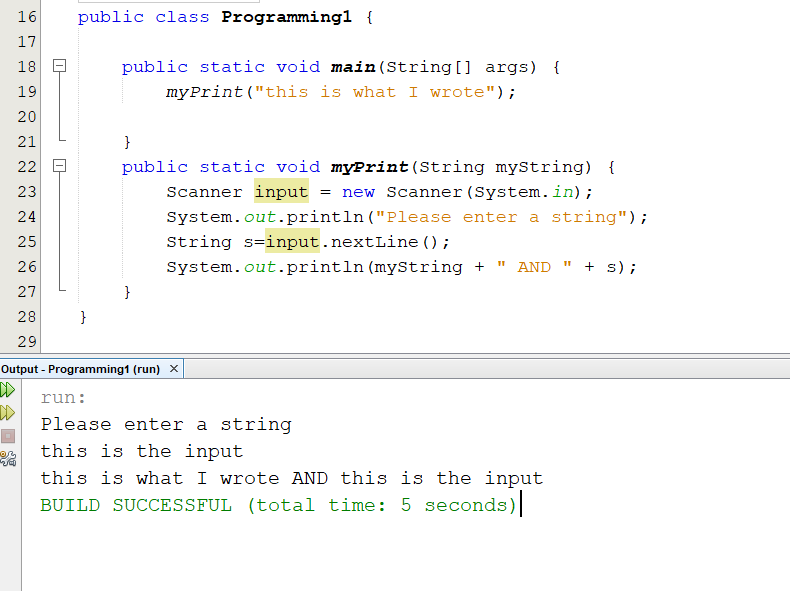 16 public class Programming1 {
17
18 public static void main(String[] args) {
19 myPrint("this is what I wrote");
20
21 }
22 public static void myPrint(String myString) {
23 Scanner input = new Scanner(System.in);
24 System.out.println("Please enter a string");
25 String s=input.nextLine();
26 System.out.println(myString + " AND " + s);
27 }
28 }
29
Output - Programming1 (run) ×
run:
Please enter a string
this is the input
this is what I wrote AND this is the input
BUILD SUCCESSFUL (total time: 5 seconds)